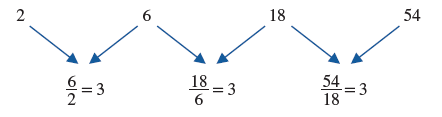 2 6 18 54
6/2 = 3 18/6 = 3 54/18 = 3